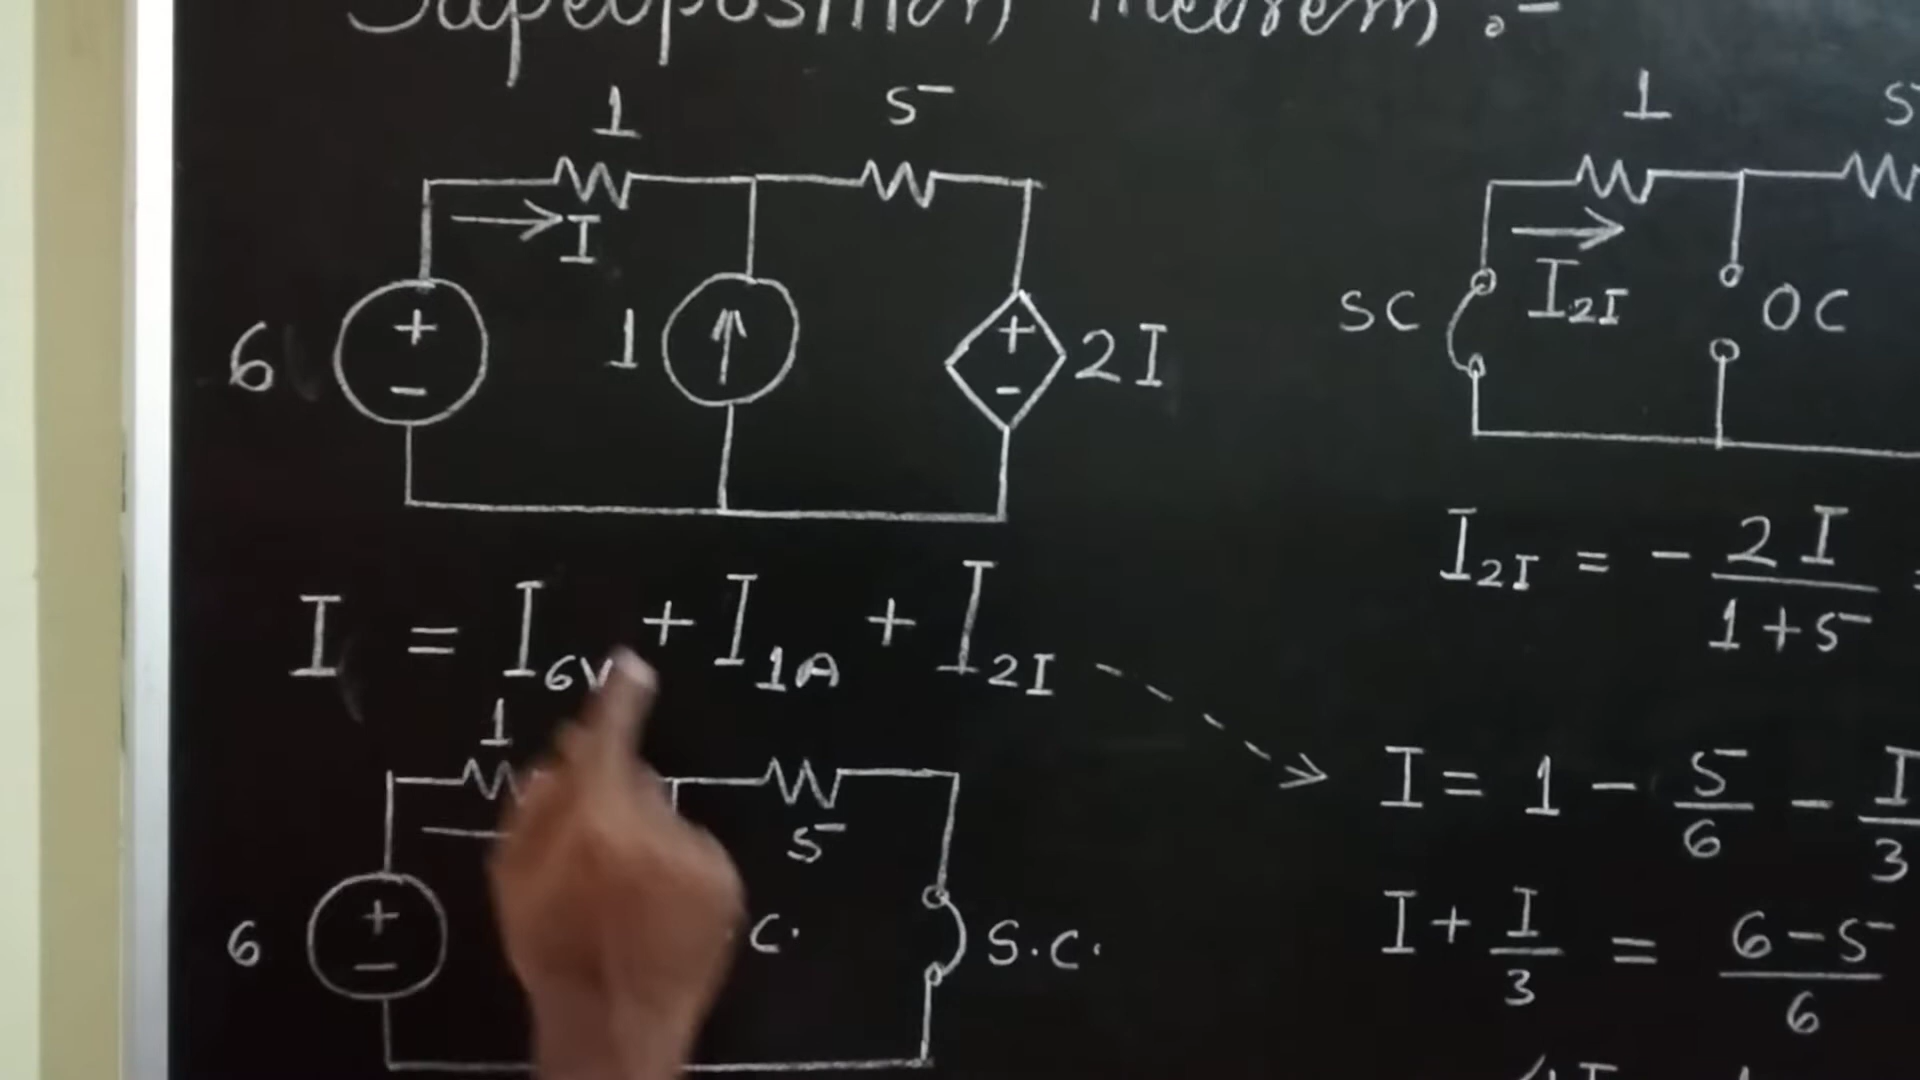 Superposition Theorem :-
1 5
I
6 + - 1 + - 2I
I = I6V + I1A + I2I
1
5
6 + - C. S.C.
1 5
I2I
SC OC
I2I = - 2I / 1+5 =
I = 1 - 5/6 - I/3
I + I/3 = 6-5 / 6